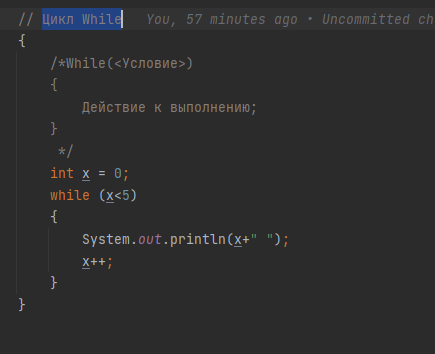 // Цикл While You, 57 minutes ago • Uncommitted ch
{
/*While(<Условие>)
{
Действие к выполнению;
}
*/
int x = 0;
while (x<5)
{
System.out.println(x+" ");
x++;
}
}